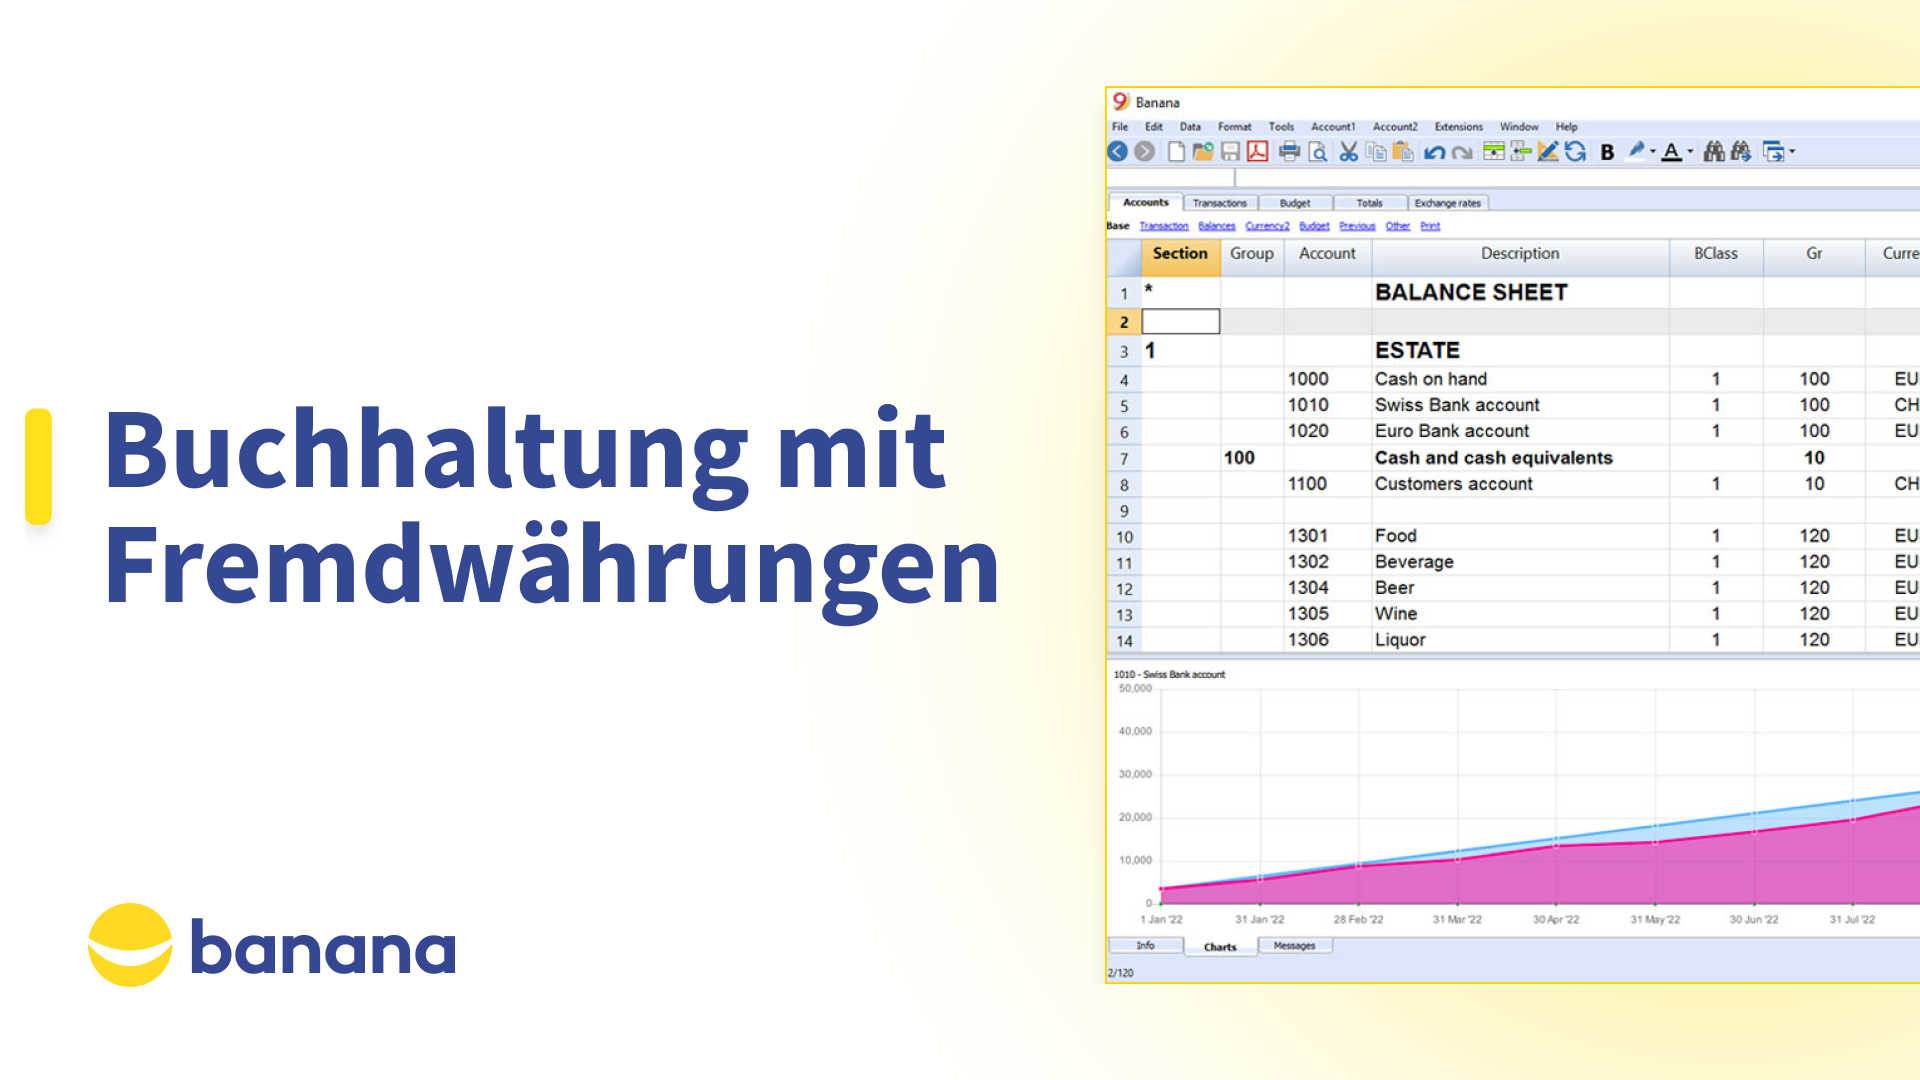 Buchhaltung mit
Fremdwährungen
banana
Banana
File Edit Data Format Tools Account1 Account2 Extensions Window Help
B A
Accounts Transactions Budget Totals Exchange rates
Base Transaction Balances Currency2 Budget Previous Other Print
Section Group Account Description BClass Gr Curre
1 * BALANCE SHEET
2
3 1 ESTATE
4 1000 Cash on hand 1 100 EU
5 1010 Swiss Bank account 1 100 CH
6 1020 Euro Bank account 1 100 EU
7 100 Cash and cash equivalents 10
8 1100 Customers account 1 10 CH
9
10 1301 Food 1 120 EU
11 1302 Beverage 1 120 EU
12 1304 Beer 1 120 EU
13 1305 Wine 1 120 EU
14 1306 Liquor 1 120 EU
1010 - Swiss Bank account
50,000
40,000
30,000
20,000
10,000
0
1 Jan '22 31 Jan '22 28 Feb '22 31 Mar '22 30 Apr '22 31 May '22 30 Jun '22 31 Jul '22
Info Charts Messages
2/120